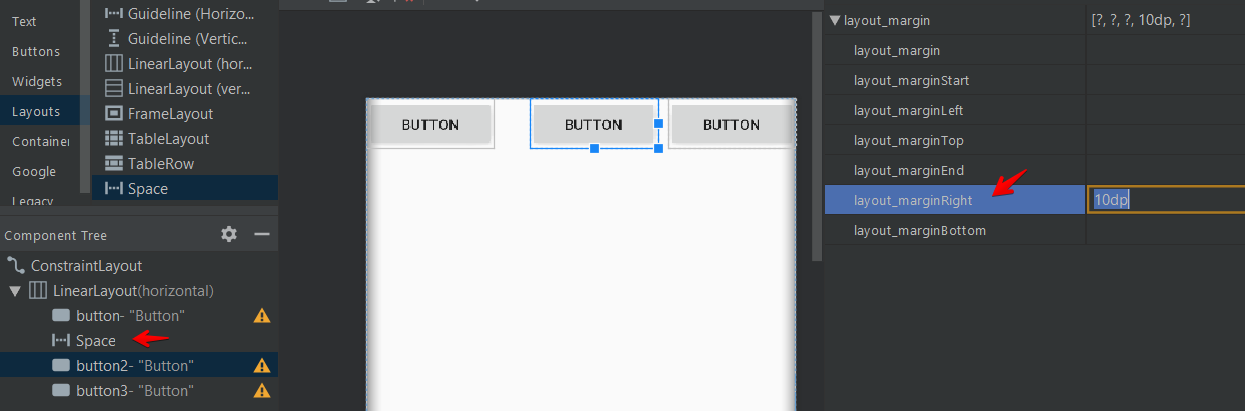 Text
Buttons
Widgets
Layouts
Container
Google
Legacy
Guideline (Horizo...
Guideline (Vertic...
LinearLayout (hor...
LinearLayout (ver...
FrameLayout
TableLayout
TableRow
Space
Component Tree
ConstraintLayout
LinearLayout(horizontal)
button- "Button"
Space
button2- "Button"
button3- "Button"
BUTTON
BUTTON
BUTTON
layout_margin [?, ?, ?, 10dp, ?]
layout_margin
layout_marginStart
layout_marginLeft
layout_marginTop
layout_marginEnd
layout_marginRight 10dp
layout_marginBottom